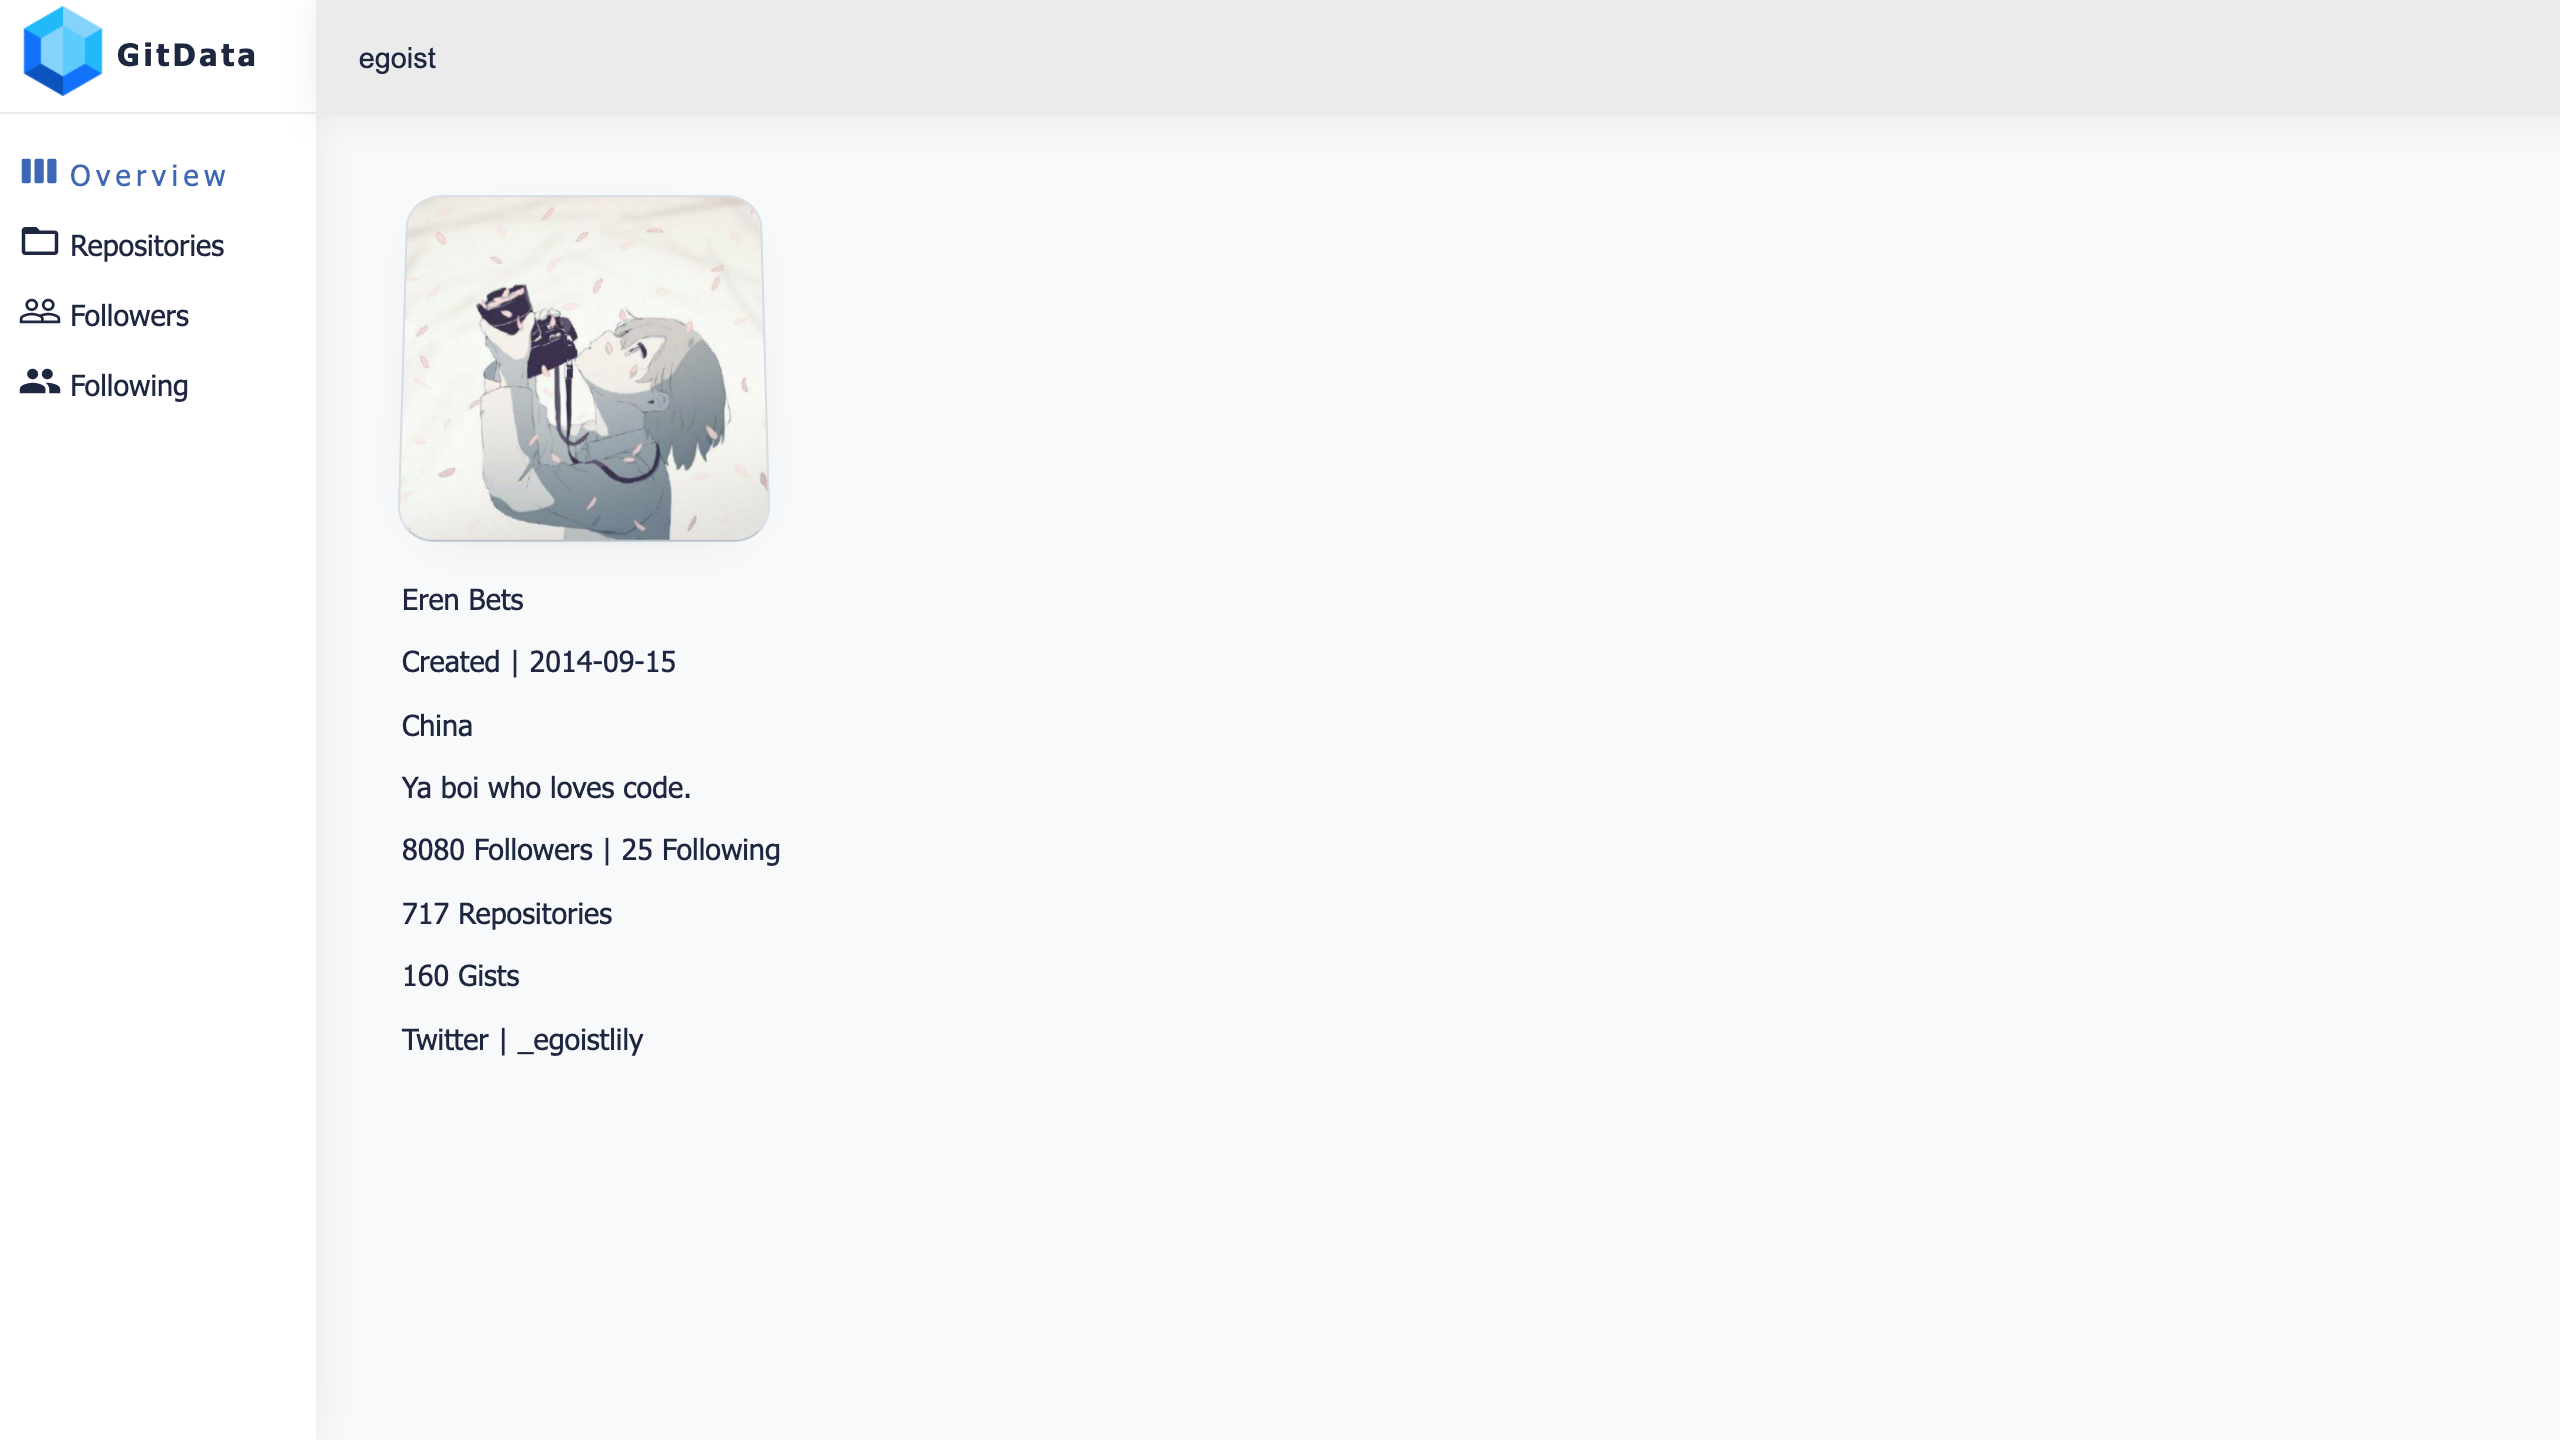 GitData
egoist
Overview
Repositories
Followers
Following
Eren Bets
Created | 2014-09-15
China
Ya boi who loves code.
8080 Followers | 25 Following
717 Repositories
160 Gists
Twitter | _egoistlily